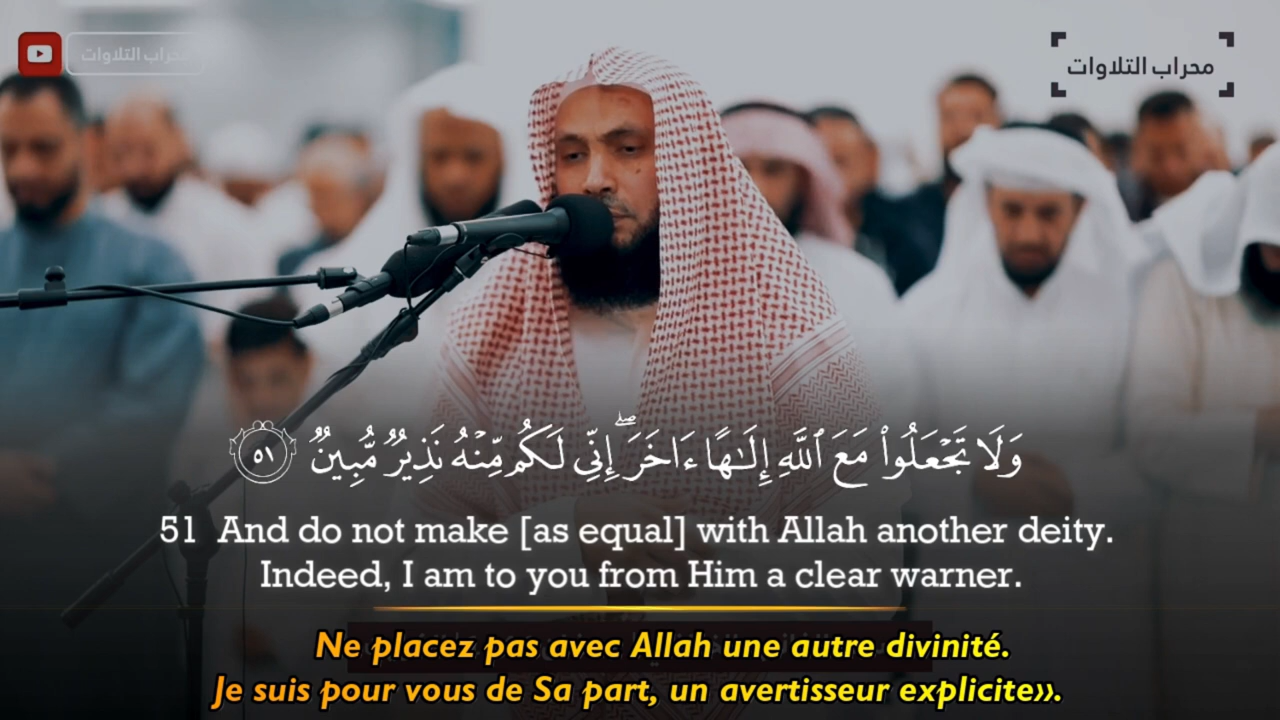 محراب التلاوات
محراب التلاوات
وَلَا تَجۡعَلُواْ مَعَ ٱللَّهِ إِلَٰهًا ءَاخَرَۖ إِنِّي لَكُم مِّنۡهُ نَذِيرٞ مُّبِينٞ ٥١
51 And do not make [as equal] with Allah another deity.
Indeed, I am to you from Him a clear warner.
Ne placez pas avec Allah une autre divinité.
Je suis pour vous de Sa part, un avertisseur explicite».